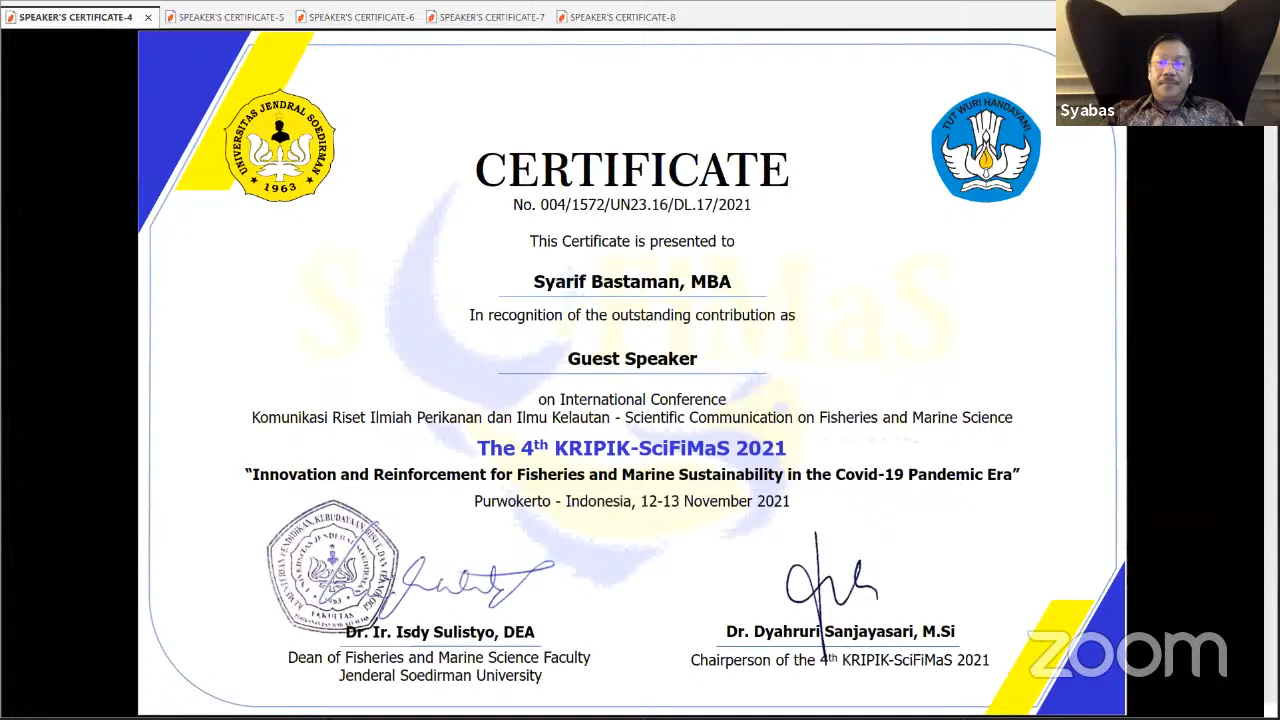 SPEAKER'S CERTIFICATE-4
SPEAKER'S CERTIFICATE-5
SPEAKER'S CERTIFICATE-6
SPEAKER'S CERTIFICATE-7
SPEAKER'S CERTIFICATE-8
Syabas
UNIVERSITAS JENDRAL SOEDIRMAN
1963
TUT WURI HANDAYANI
CERTIFICATE
No. 004/1572/UN23.16/DL.17/2021
This Certificate is presented to
Syarif Bastaman, MBA
In recognition of the outstanding contribution as
Guest Speaker
on International Conference
Komunikasi Riset Ilmiah Perikanan dan Ilmu Kelautan - Scientific Communication on Fisheries and Marine Science
The 4th KRIPIK-SciFiMaS 2021
“Innovation and Reinforcement for Fisheries and Marine Sustainability in the Covid-19 Pandemic Era”
Purwokerto - Indonesia, 12-13 November 2021
1963
FAKULTAS
Dr. Ir. Isdy Sulistyo, DEA
Dean of Fisheries and Marine Science Faculty
Jenderal Soedirman University
Dr. Dyahruri Sanjayasari, M.Si
Chairperson of the 4th KRIPIK-SciFiMaS 2021
zoom